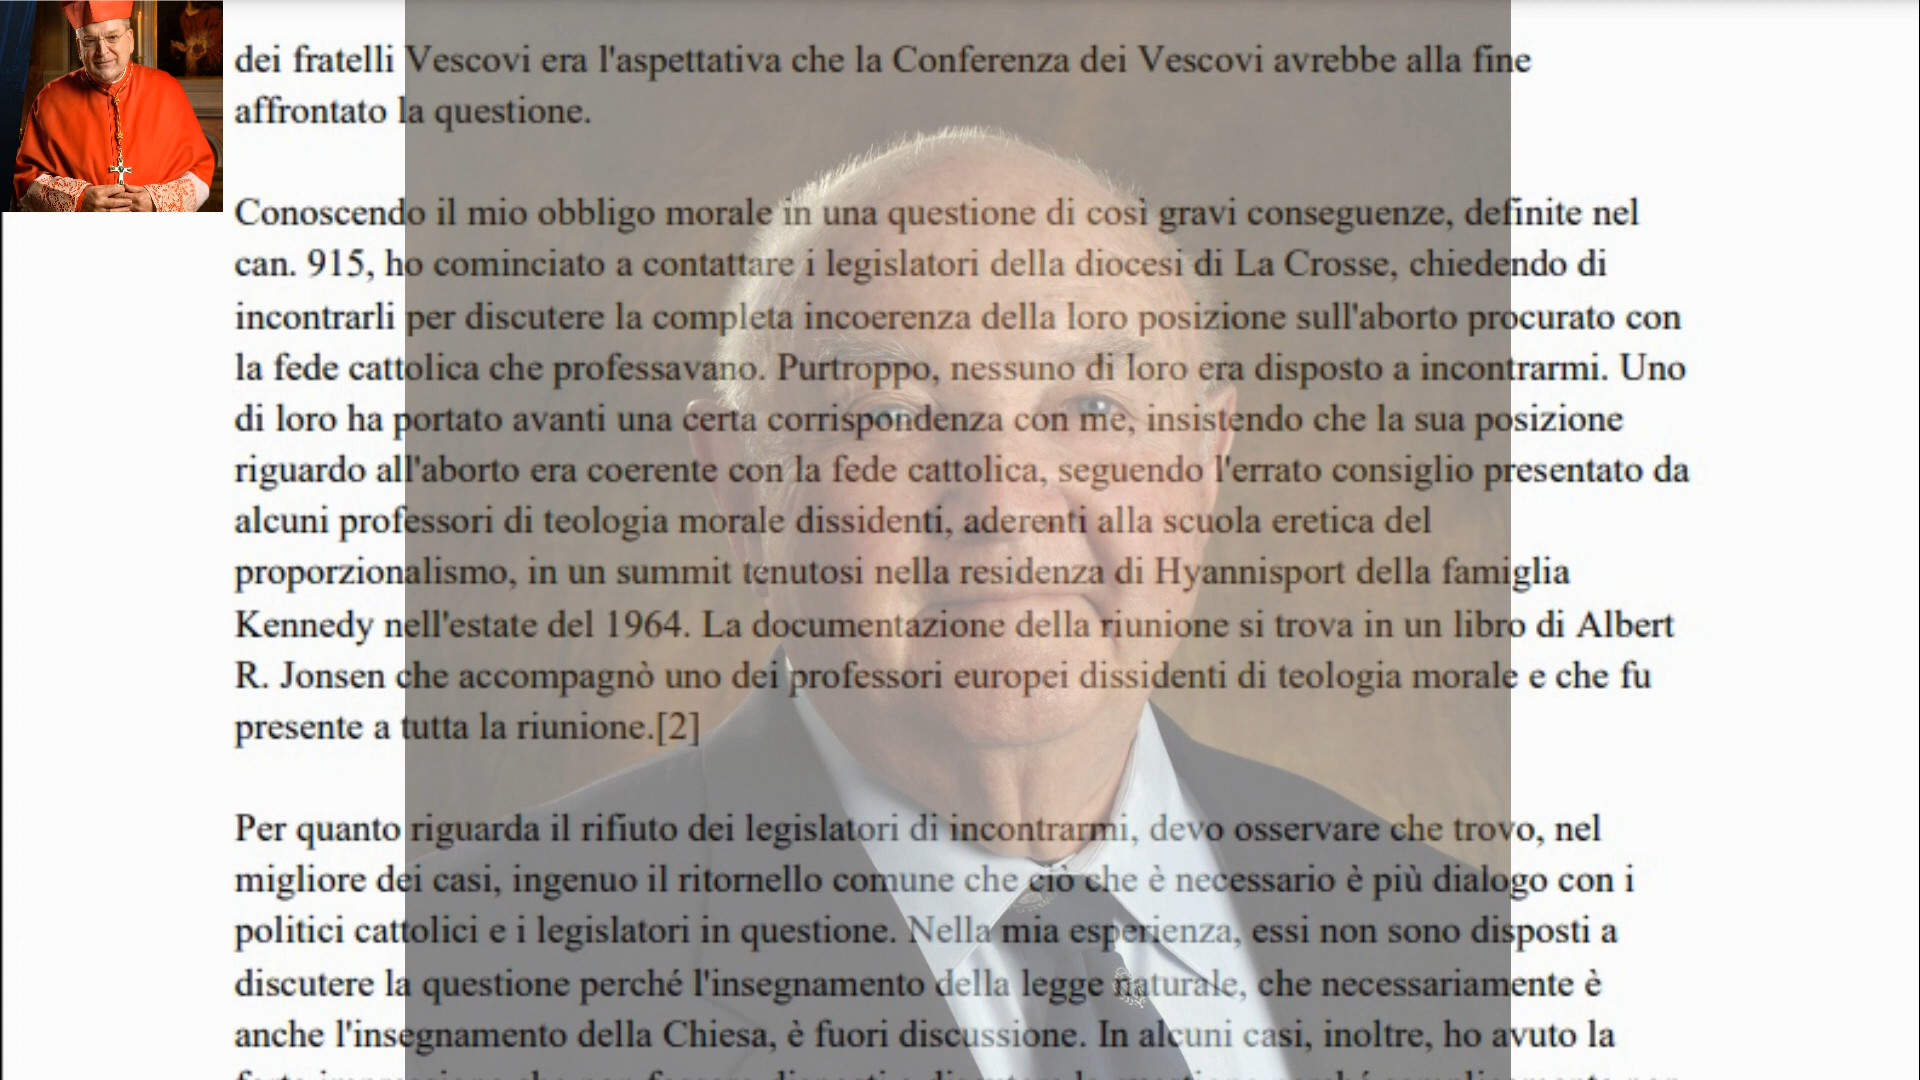 dei fratelli Vescovi era l'aspettativa che la Conferenza dei Vescovi avrebbe alla fine
affrontato la questione.
Conoscendo il mio obbligo morale in una questione di così gravi conseguenze, definite nel
can. 915, ho cominciato a contattare i legislatori della diocesi di La Crosse, chiedendo di
incontrarli per discutere la completa incoerenza della loro posizione sull'aborto procurato con
la fede cattolica che professavano. Purtroppo, nessuno di loro era disposto a incontrarmi. Uno
di loro ha portato avanti una certa corrispondenza con me, insistendo che la sua posizione
riguardo all'aborto era coerente con la fede cattolica, seguendo l'errato consiglio presentato da
alcuni professori di teologia morale dissidenti, aderenti alla scuola eretica del
proporzionalismo, in un summit tenutosi nella residenza di Hyannisport della famiglia
Kennedy nell'estate del 1964. La documentazione della riunione si trova in un libro di Albert
R. Jonsen che accompagnò uno dei professori europei dissidenti di teologia morale e che fu
presente a tutta la riunione.[2]
Per quanto riguarda il rifiuto dei legislatori di incontrarmi, devo osservare che trovo, nel
migliore dei casi, ingenuo il ritornello comune che ciò che è necessario è più dialogo con i
politici cattolici e i legislatori in questione. Nella mia esperienza, essi non sono disposti a
discutere la questione perché l'insegnamento della legge naturale, che necessariamente è
anche l'insegnamento della Chiesa, è fuori discussione. In alcuni casi, inoltre, ho avuto la